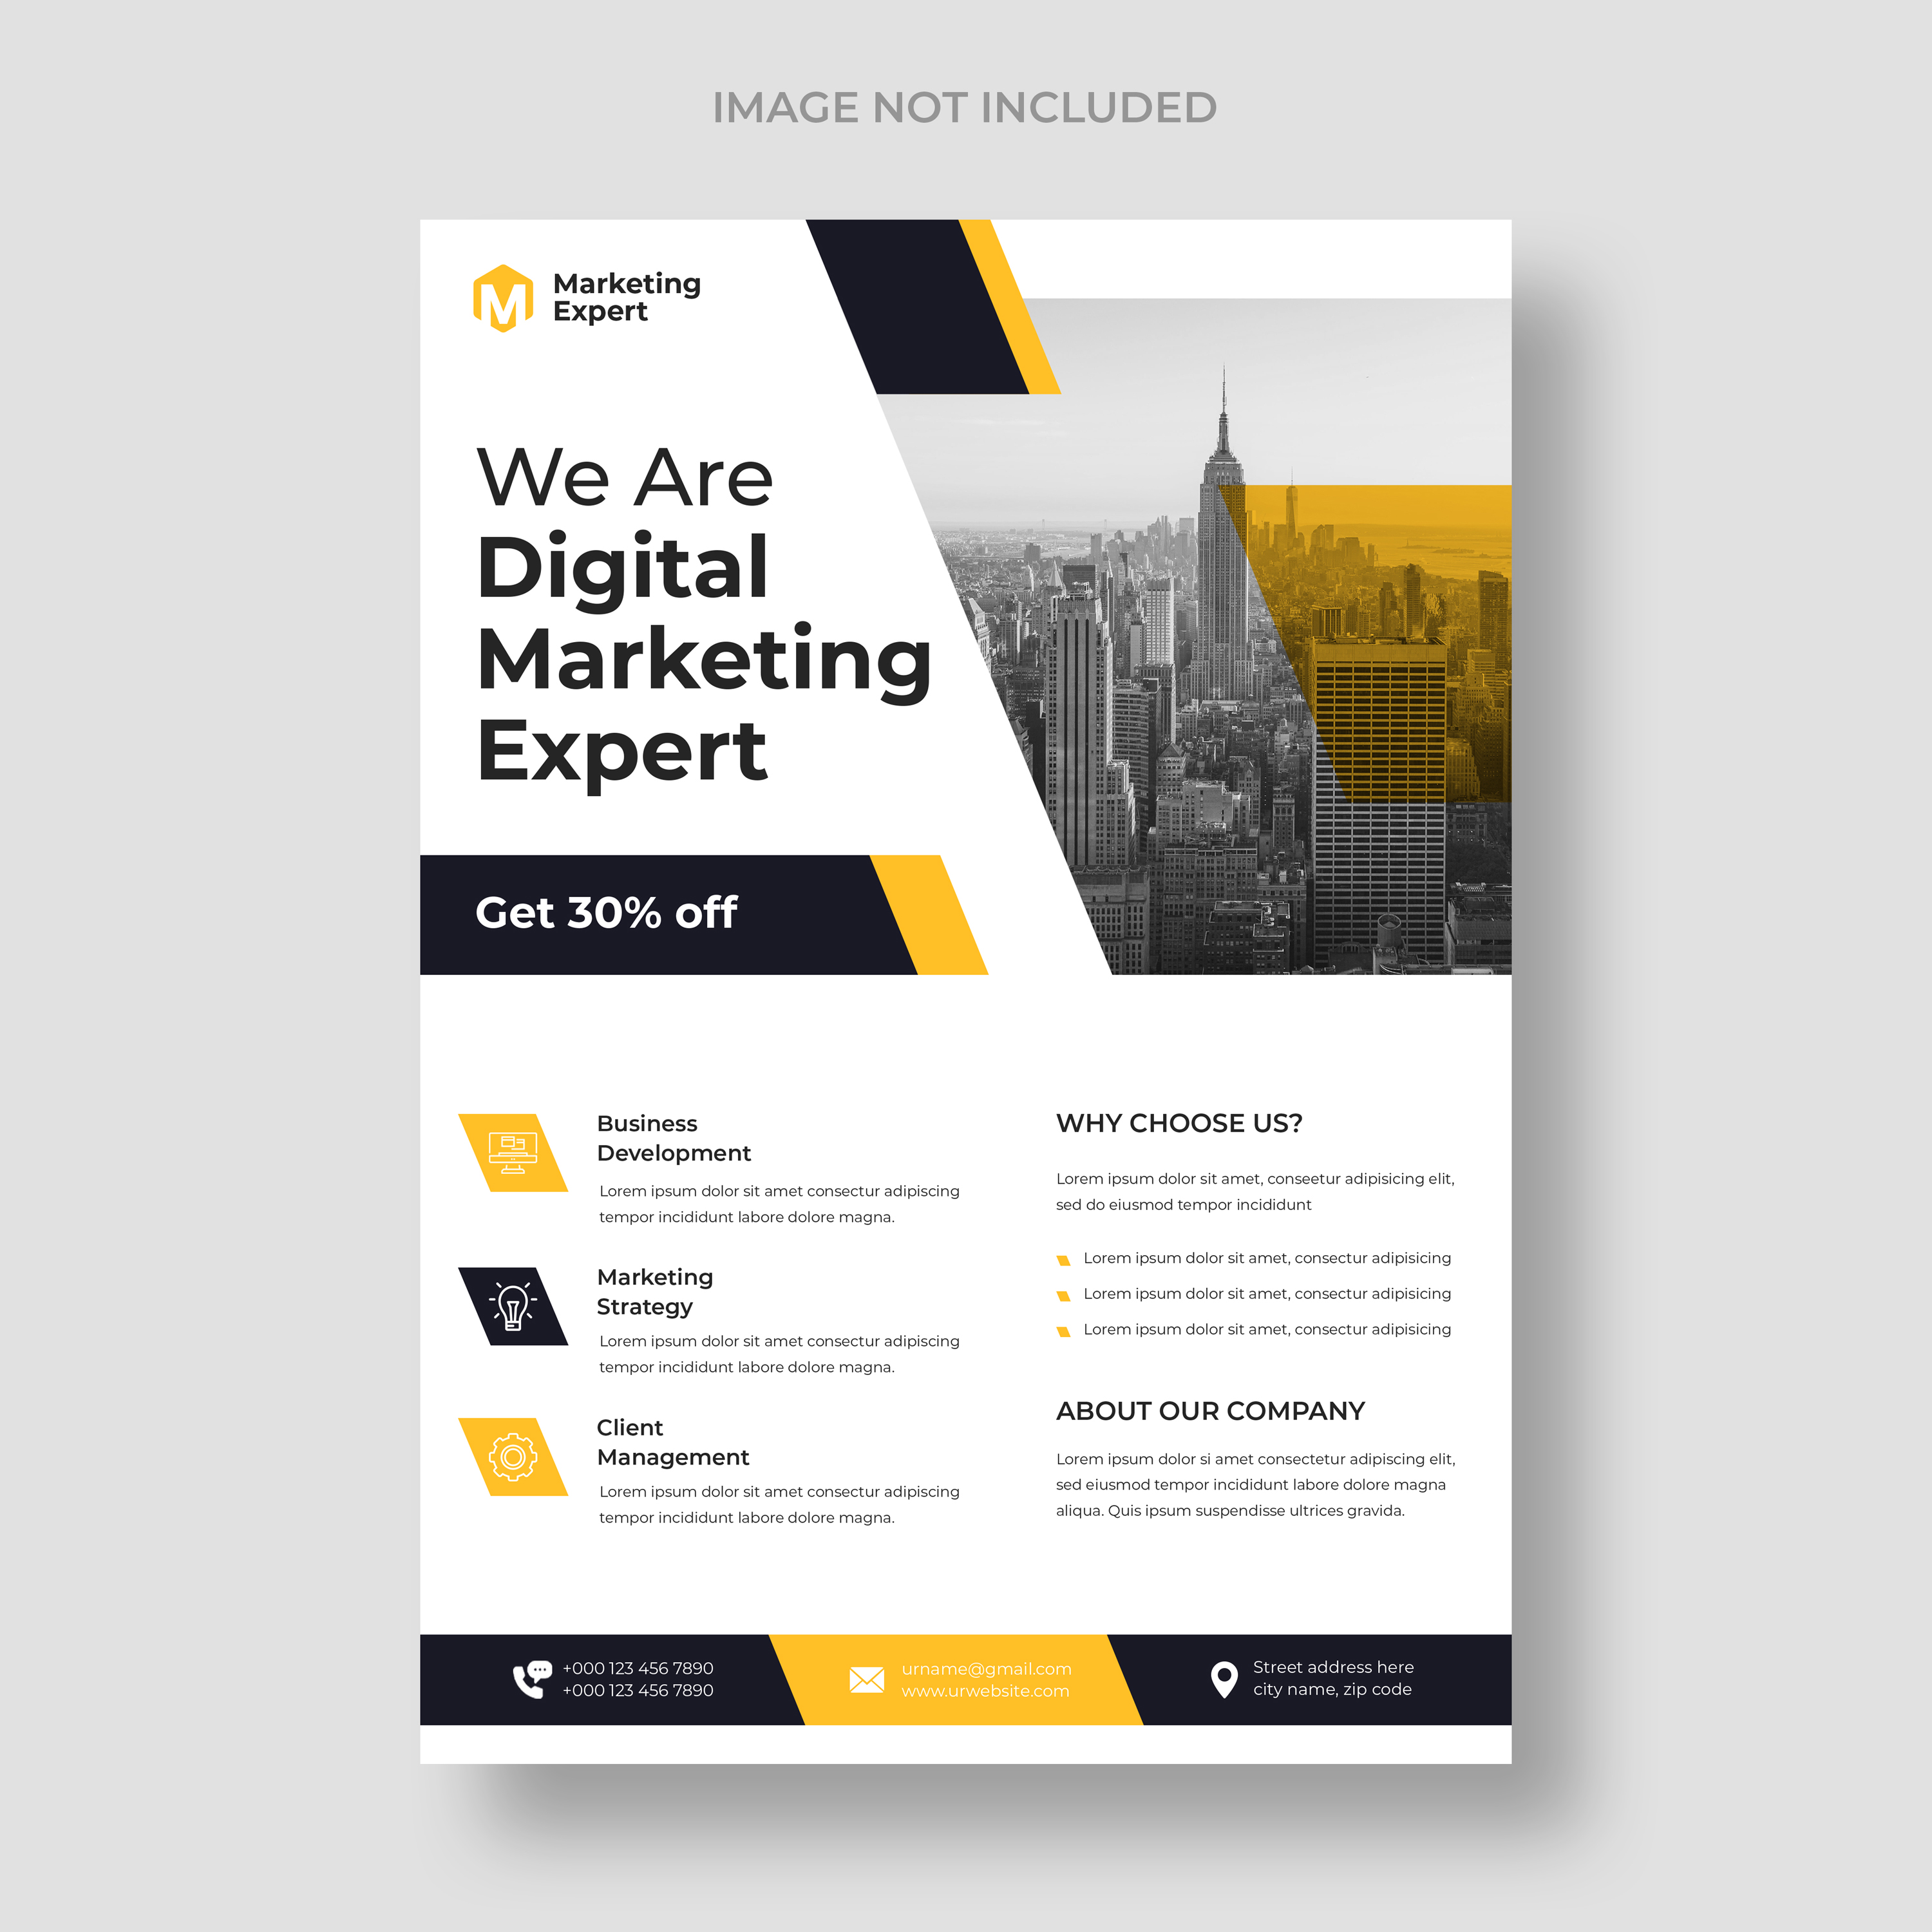 IMAGE NOT INCLUDED
M
Marketing
Expert
We Are
Digital
Marketing
Expert
Get 30% off
Business
Development
Lorem ipsum dolor sit amet consectur adipiscing
tempor incididunt labore dolore magna.
Marketing
Strategy
Lorem ipsum dolor sit amet consectur adipiscing
tempor incididunt labore dolore magna.
Client
Management
Lorem ipsum dolor sit amet consectur adipiscing
tempor incididunt labore dolore magna.
WHY CHOOSE US?
Lorem ipsum dolor sit amet, conseetur adipisicing elit,
sed do eiusmod tempor incididunt
Lorem ipsum dolor sit amet, consectur adipisicing
Lorem ipsum dolor sit amet, consectur adipisicing
Lorem ipsum dolor sit amet, consectur adipisicing
ABOUT OUR COMPANY
Lorem ipsum dolor si amet consectetur adipiscing elit,
sed eiusmod tempor incididunt labore dolore magna
aliqua. Quis ipsum suspendisse ultrices gravida.
+000 123 456 7890
+000 123 456 7890
urname@gmail.com
www.urwebsite.com
Street address here
city name, zip code